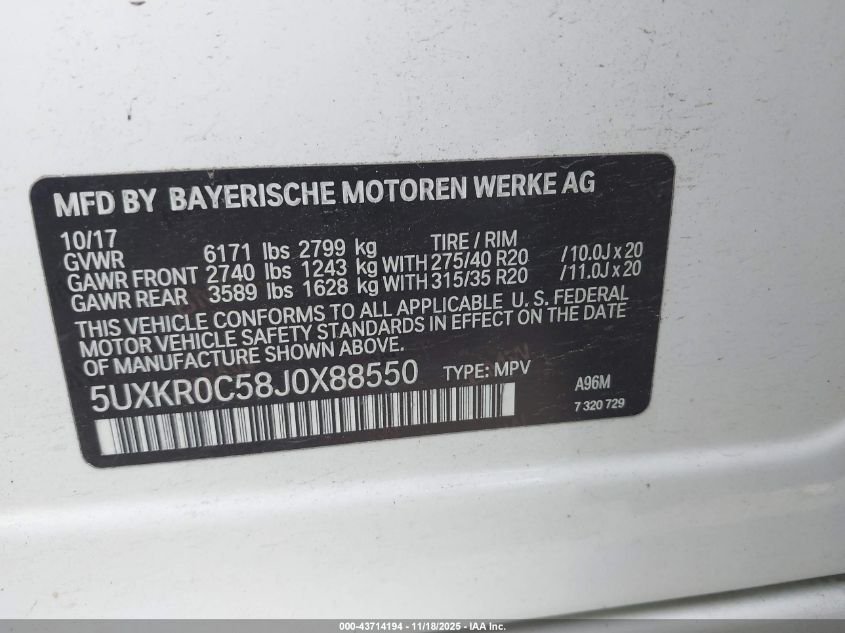 MFD BY BAYERISCHE MOTOREN WERKE AG
10/17 TIRE / RIM
GVWR 6171 lbs 2799 kg
GAWR FRONT 2740 lbs 1243 kg WITH 275/40 R20 /10.0J x 20
GAWR REAR 3589 lbs 1628 kg WITH 315/35 R20 /11.0J x 20
THIS VEHICLE CONFORMS TO ALL APPLICABLE U. S. FEDERAL
MOTOR VEHICLE SAFETY STANDARDS IN EFFECT ON THE DATE
OF MANUFACTURE SHOWN ABOVE.
5UXKR0C58J0X88550 TYPE: MPV A96M
7 320 729
000-43714194 - 11/18/2025 - IAA Inc.